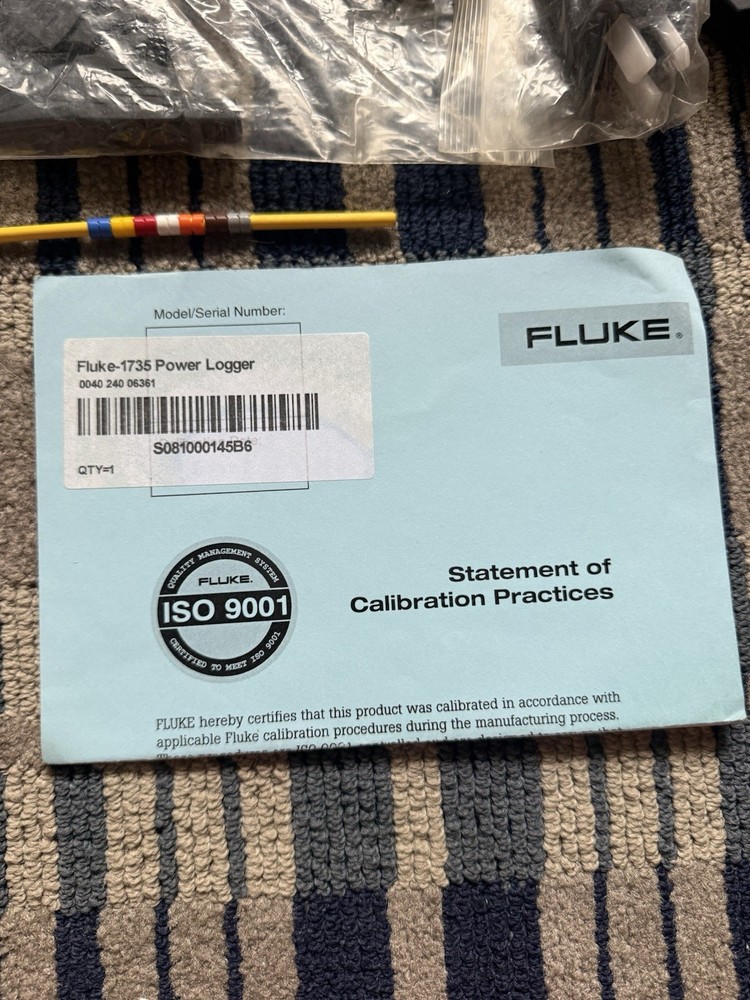 Model/Serial Number:
Fluke-1735 Power Logger
0040 240 06361
S081000145B6
QTY=1
FLUKE®
QUALITY MANAGEMENT SYSTEM
FLUKE.
ISO 9001
CERTIFIED TO MEET ISO 9001
Statement of
Calibration Practices
FLUKE hereby certifies that this product was calibrated in accordance with
applicable Fluke calibration procedures during the manufacturing process.